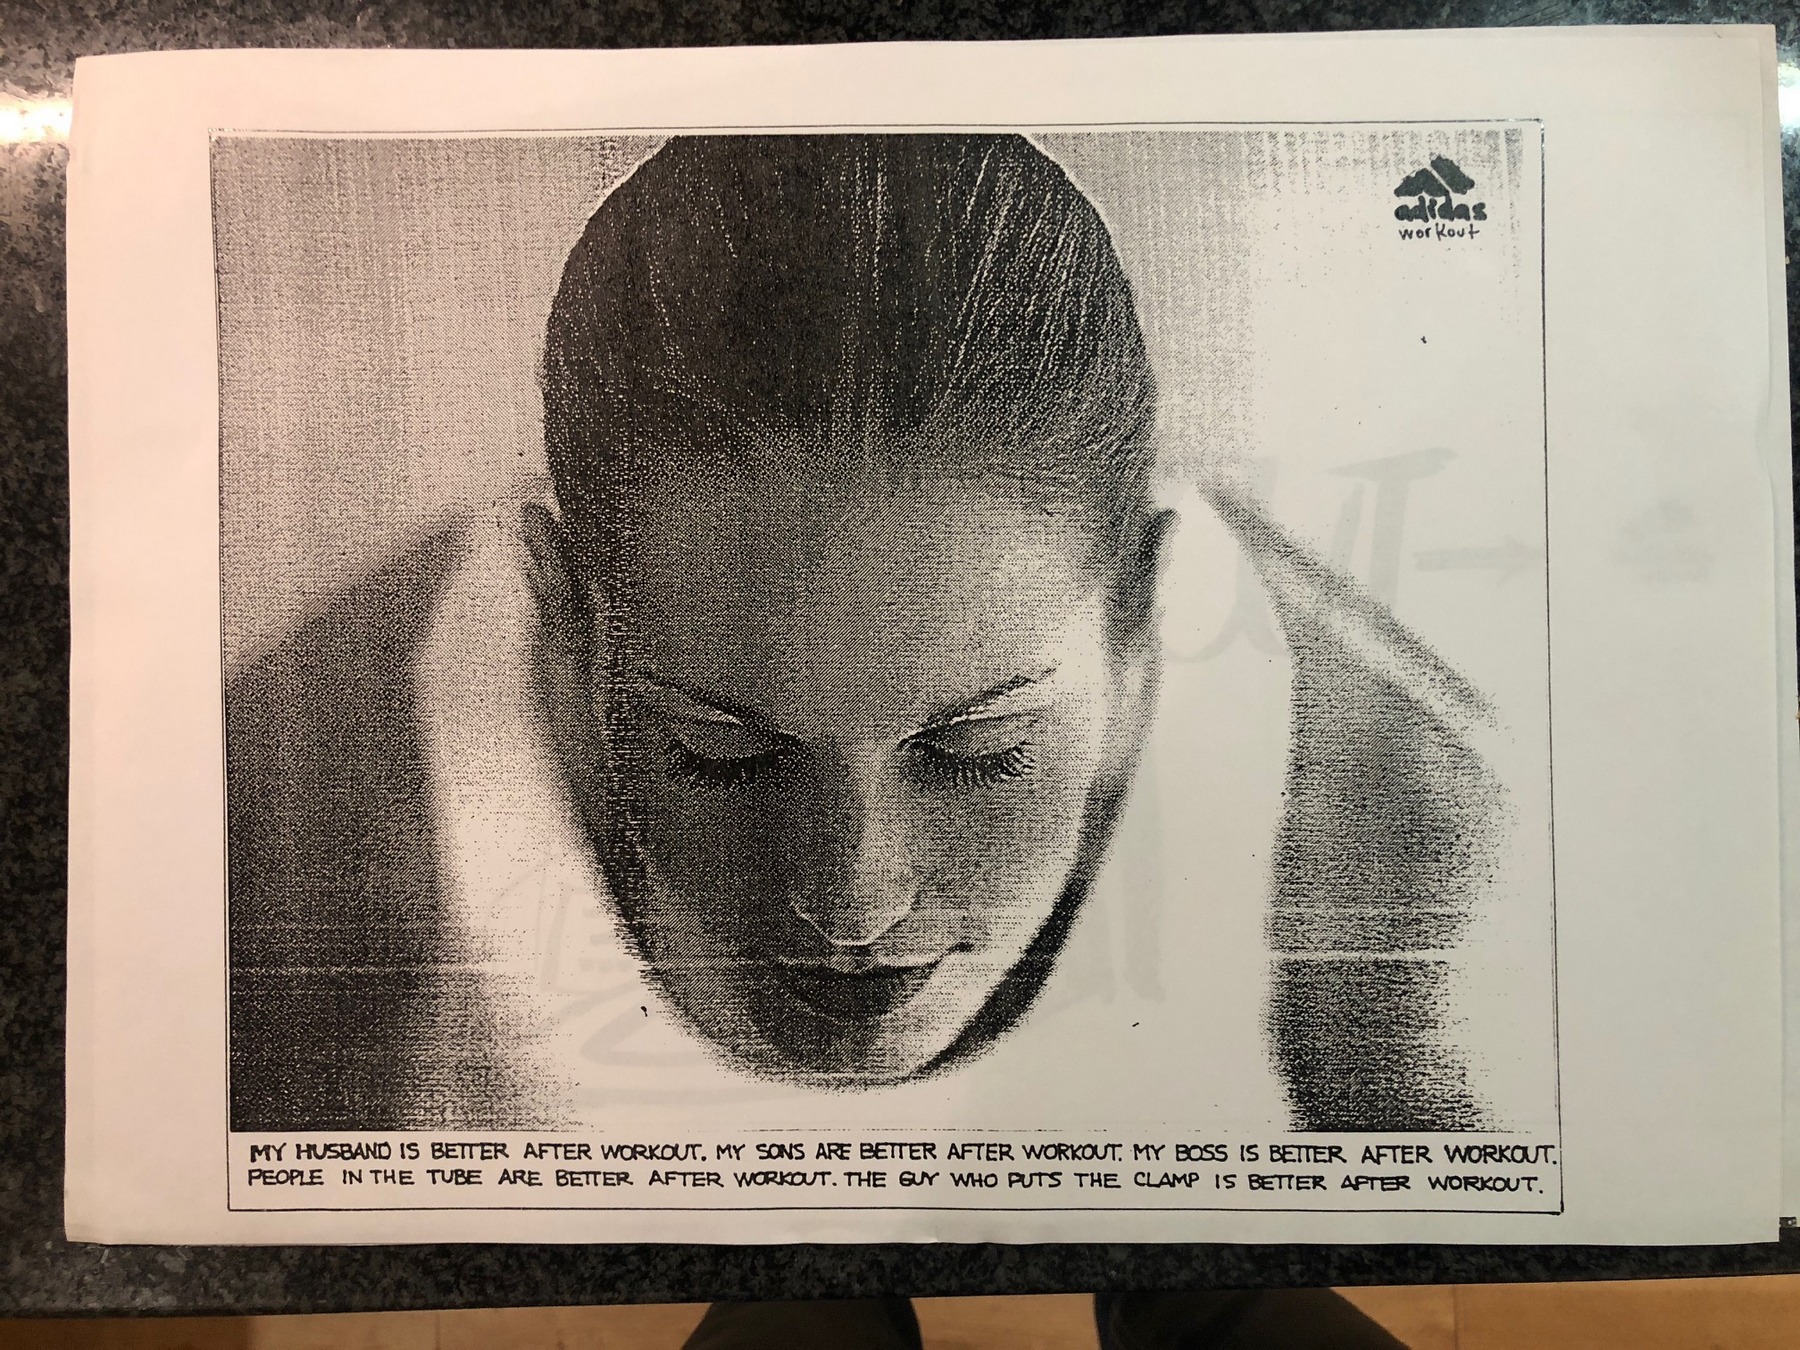 adidas
workout
MY HUSBAND IS BETTER AFTER WORKOUT. MY SONS ARE BETTER AFTER WORKOUT. MY BOSS IS BETTER AFTER WORKOUT.
PEOPLE IN THE TUBE ARE BETTER AFTER WORKOUT. THE GUY WHO PUTS THE CLAMP IS BETTER AFTER WORKOUT.